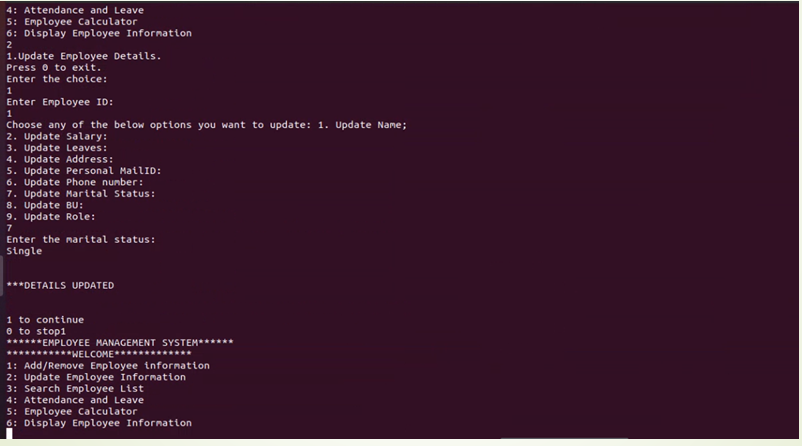 4: Attendance and Leave
5: Employee Calculator
6: Display Employee Information
2
1.Update Employee Details.
Press 0 to exit.
Enter the choice:
1
Enter Employee ID:
1
Choose any of the below options you want to update: 1. Update Name;
2. Update Salary:
3. Update Leaves:
4. Update Address:
5. Update Personal MailID:
6. Update Phone number:
7. Update Marital Status:
8. Update BU:
9. Update Role:
7
Enter the marital status:
Single
***DETAILS UPDATED
1 to continue
0 to stop1
******EMPLOYEE MANAGEMENT SYSTEM******
***********WELCOME*************
1: Add/Remove Employee information
2: Update Employee Information
3: Search Employee List
4: Attendance and Leave
5: Employee Calculator
6: Display Employee Information